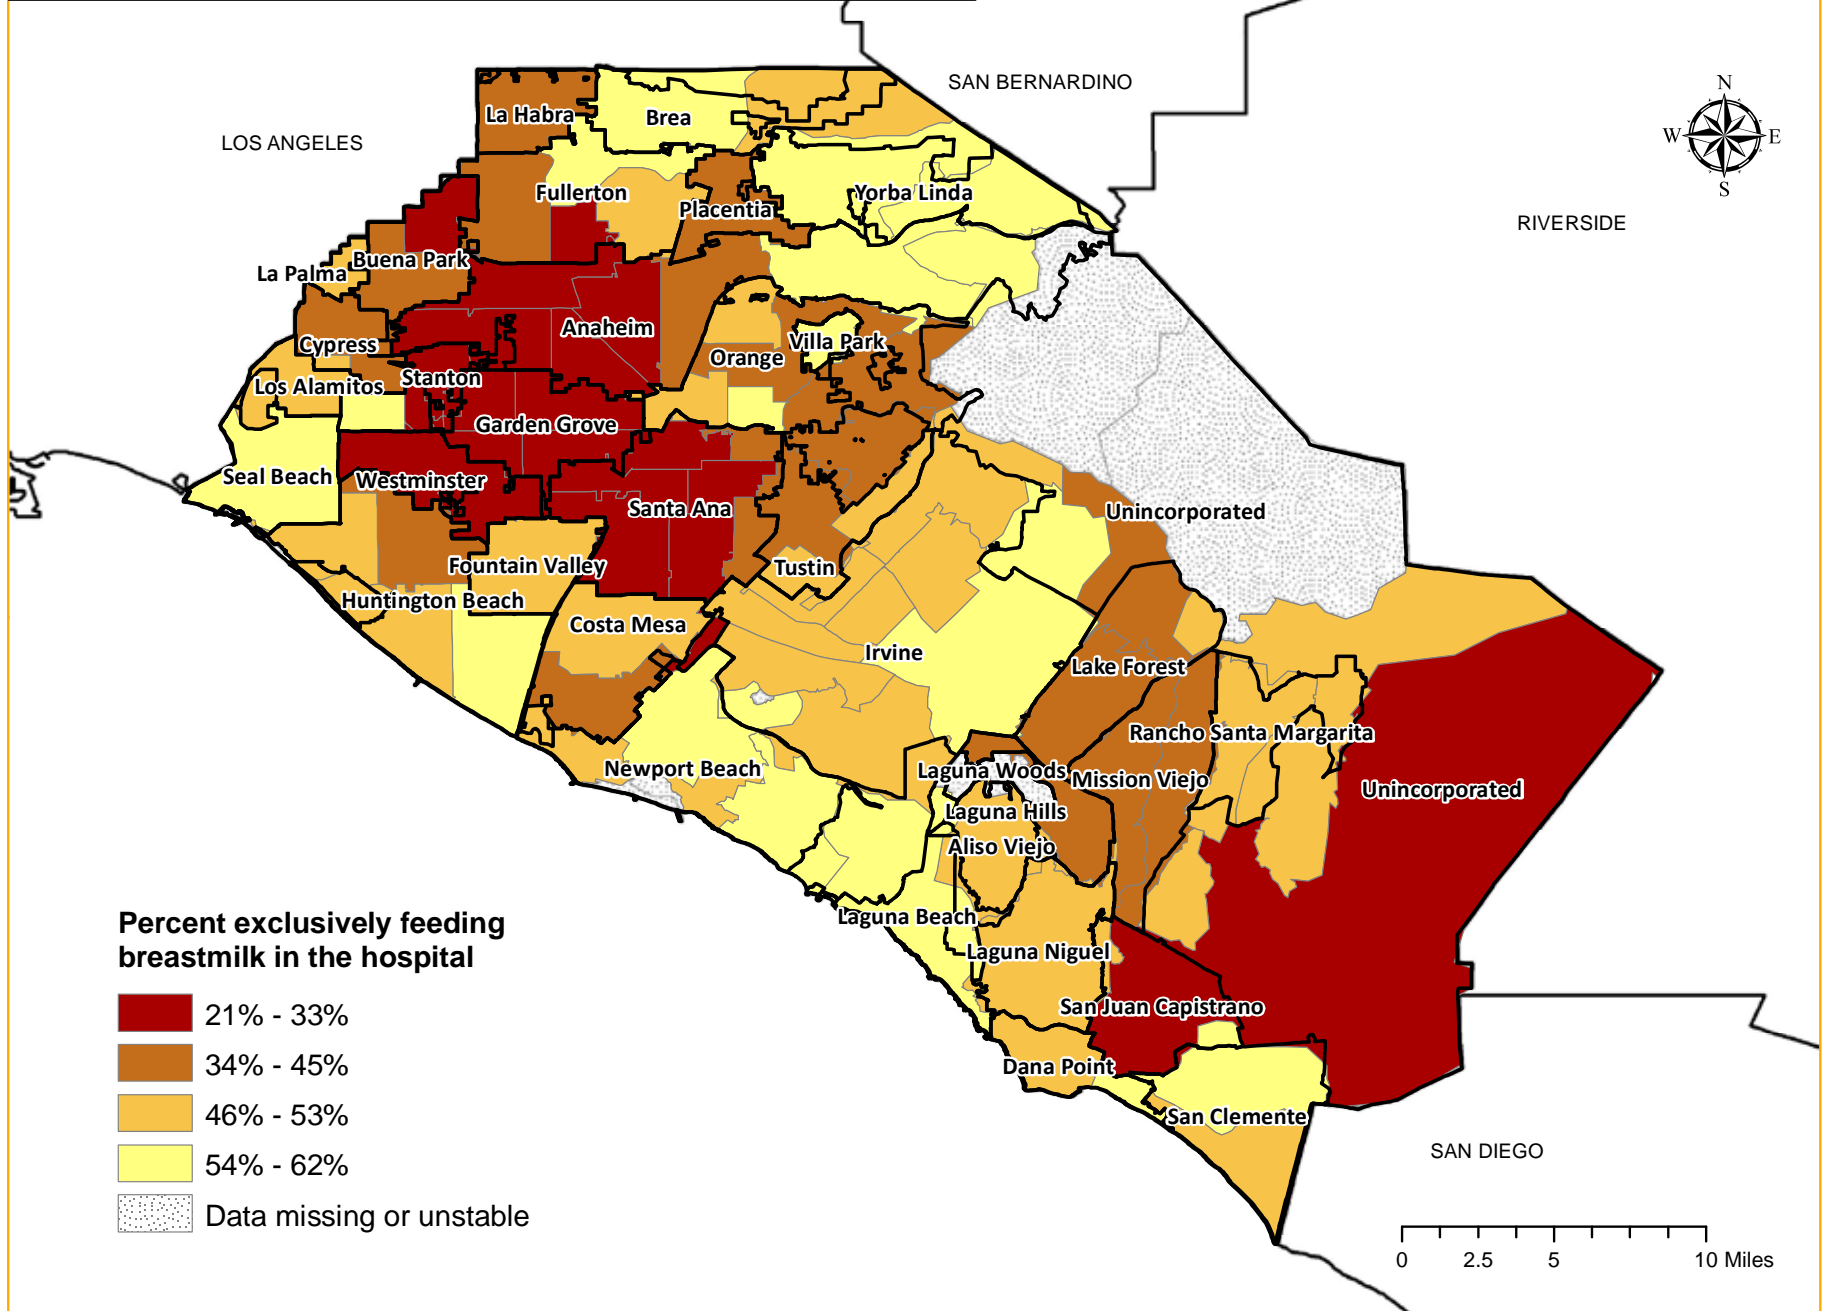 SAN BERNARDINO
N
W
E
S
LOS ANGELES
La Habra
Brea
RIVERSIDE
Fullerton
Yorba Linda
Placentia
Buena Park
La Palma
Anaheim
Cypress
Villa Park
Orange
Stanton
Los Alamitos
Garden Grove
Seal Beach
Westminster
Santa Ana
Unincorporated
Fountain Valley
Tustin
Huntington Beach
Costa Mesa
Irvine
Lake Forest
Rancho Santa Margarita
Newport Beach
Laguna Woods
Mission Viejo
Unincorporated
Laguna Hills
Aliso Viejo
Laguna Beach
Laguna Niguel
San Juan Capistrano
Dana Point
San Clemente
SAN DIEGO
Percent exclusively feeding
breastmilk in the hospital
21% - 33%
34% - 45%
46% - 53%
54% - 62%
Data missing or unstable
0 2.5 5 10 Miles